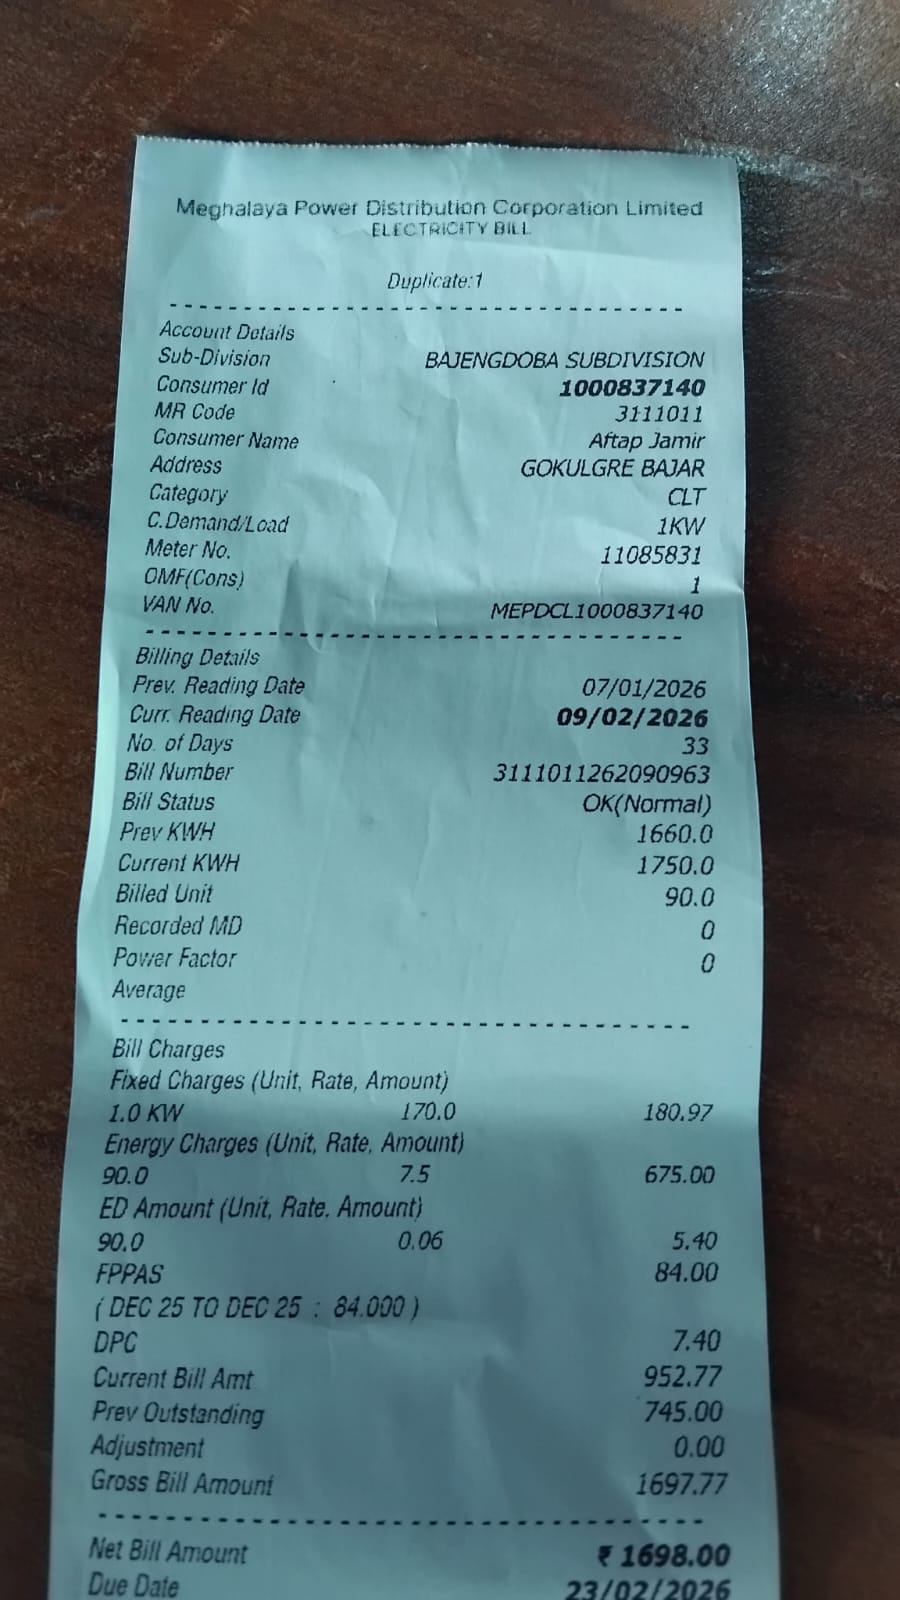 Meghalaya Power Distribution Corporation Limited
ELECTRICITY BILL
Duplicate:1
Account Details
Sub-Division BAJENGDOBA SUBDIVISION
Consumer Id 1000837140
MR Code 3111011
Consumer Name Aftap Jamir
Address GOKULGRE BAJAR
Category CLT
C.Demand/Load 1KW
Meter No. 11085831
OMF(Cons) 1
VAN No. MEPDCL1000837140
Billing Details
Prev. Reading Date 07/01/2026
Curr. Reading Date 09/02/2026
No. of Days 33
Bill Number 3111011262090963
Bill Status OK(Normal)
Prev KWH 1660.0
Current KWH 1750.0
Billed Unit 90.0
Recorded MD 0
Power Factor 0
Average
Bill Charges
Fixed Charges (Unit, Rate, Amount)
1.0 KW 170.0 180.97
Energy Charges (Unit, Rate, Amount)
90.0 7.5 675.00
ED Amount (Unit, Rate, Amount)
90.0 0.06 5.40
FPPAS 84.00
( DEC 25 TO DEC 25 : 84.000 )
DPC 7.40
Current Bill Amt 952.77
Prev Outstanding 745.00
Adjustment 0.00
Gross Bill Amount 1697.77
Net Bill Amount ₹ 1698.00
Due Date 23/02/2026